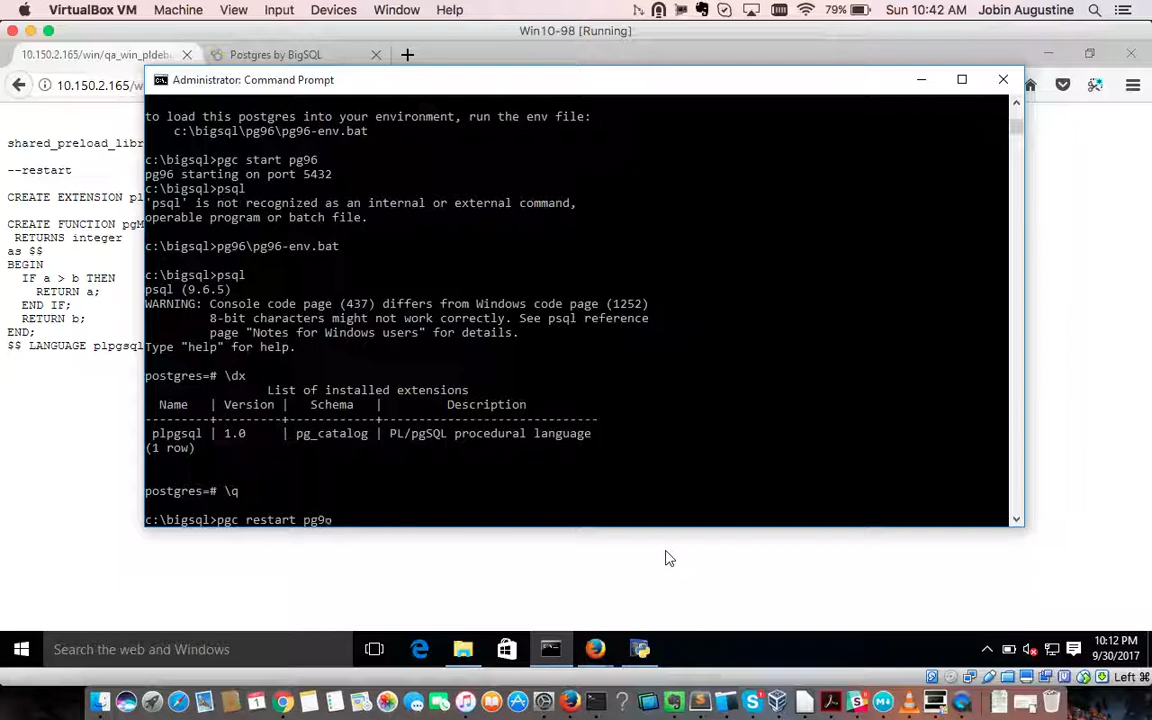 VirtualBox VM Machine View Input Devices Window Help
79% Sun 10:42 AM Jobin Augustine
Win10-98 [Running]
10.150.2.165/win/qa_win_pldeb
Postgres by BigSQL
10.150.2.165/w
Administrator: Command Prompt
to load this postgres into your environment, run the env file:
c:\bigsql\pg96\pg96-env.bat
c:\bigsql>pgc start pg96
pg96 starting on port 5432
c:\bigsql>psql
'psql' is not recognized as an internal or external command,
operable program or batch file.
c:\bigsql>pg96\pg96-env.bat
c:\bigsql>psql
psql (9.6.5)
WARNING: Console code page (437) differs from Windows code page (1252)
8-bit characters might not work correctly. See psql reference
page "Notes for Windows users" for details.
Type "help" for help.
postgres=# \dx
List of installed extensions
Name | Version | Schema | Description
---------+---------+------------+------------------------------
plpgsql | 1.0 | pg_catalog | PL/pgSQL procedural language
(1 row)
postgres=# \q
c:\bigsql>pgc restart pg9
shared_preload_libr
--restart
CREATE EXTENSION pl
CREATE FUNCTION pgM
RETURNS integer
as $$
BEGIN
IF a > b THEN
RETURN a;
END IF;
RETURN b;
END;
$$ LANGUAGE plpgsql
Search the web and Windows
10:12 PM
9/30/2017
Left ⌘